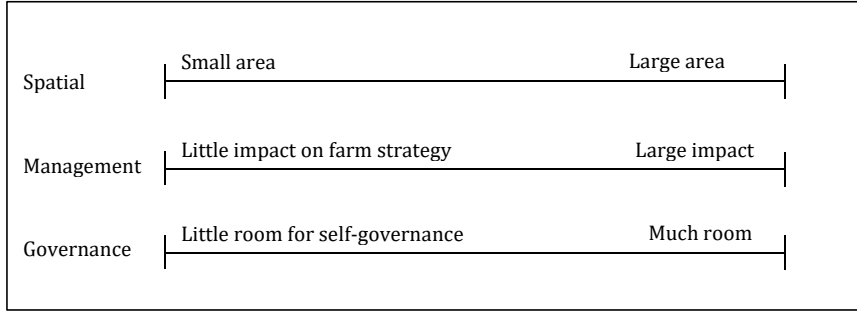 Small area
Large area
Spatial
Little impact on farm strategy
Large impact
Management
Little room for self-governance
Much room
Governance